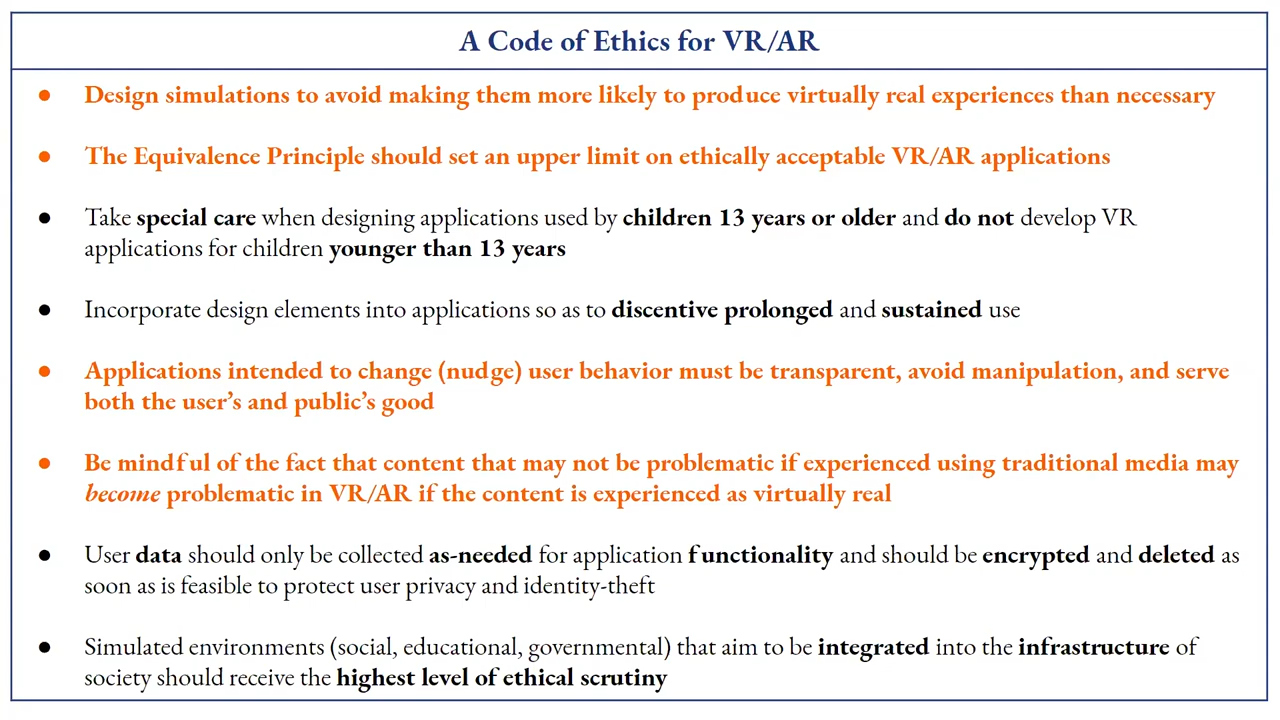 A Code of Ethics for VR/AR
● Design simulations to avoid making them more likely to produce virtually real experiences than necessary
● The Equivalence Principle should set an upper limit on ethically acceptable VR/AR applications
● Take special care when designing applications used by children 13 years or older and do not develop VR
applications for children younger than 13 years
● Incorporate design elements into applications so as to discentive prolonged and sustained use
● Applications intended to change (nudge) user behavior must be transparent, avoid manipulation, and serve
both the user’s and public’s good
● Be mindful of the fact that content that may not be problematic if experienced using traditional media may
become problematic in VR/AR if the content is experienced as virtually real
● User data should only be collected as-needed for application functionality and should be encrypted and deleted as
soon as is feasible to protect user privacy and identity-theft
● Simulated environments (social, educational, governmental) that aim to be integrated into the infrastructure of
society should receive the highest level of ethical scrutiny